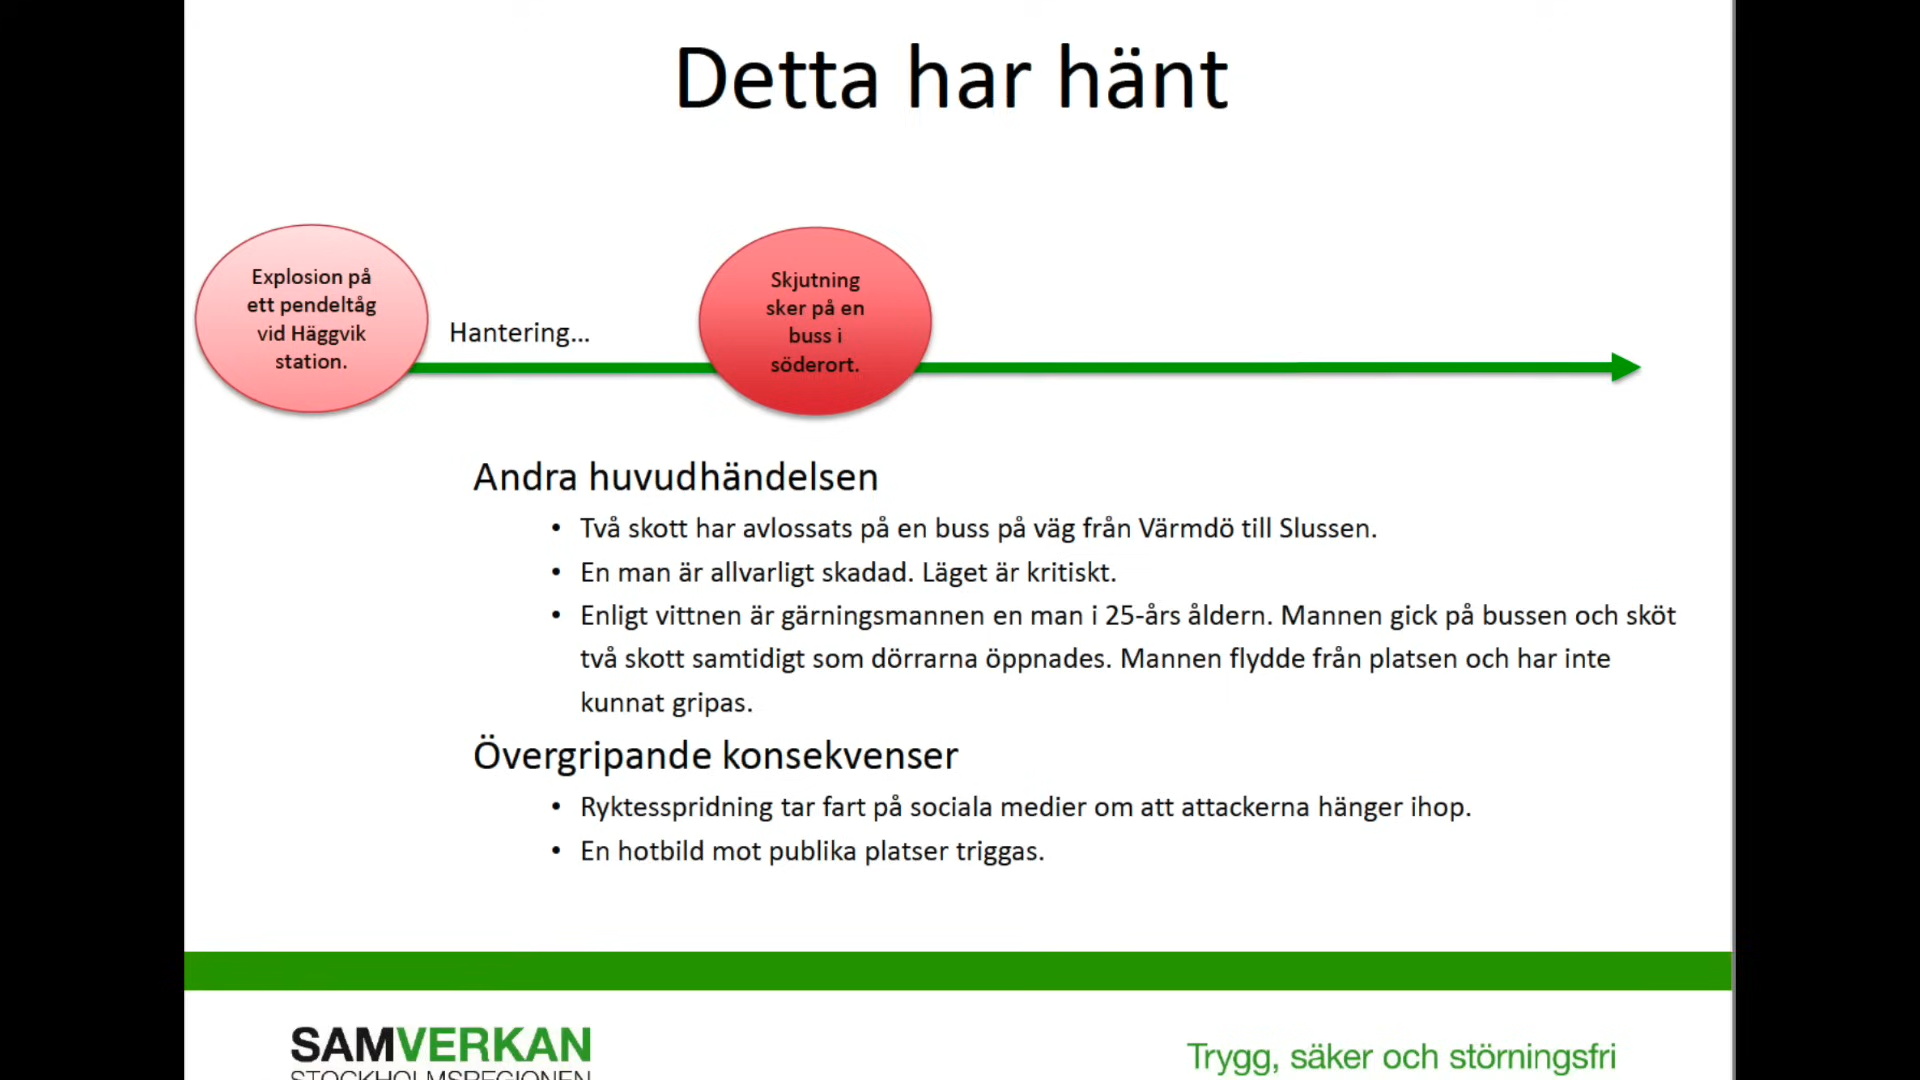 Detta har hänt
Explosion på
ett pendeltåg
vid Häggvik
station.
Hantering...
Skjutning
sker på en
buss i
söderort.
Andra huvudhändelsen
• Två skott har avlossats på en buss på väg från Värmdö till Slussen.
• En man är allvarligt skadad. Läget är kritiskt.
• Enligt vittnen är gärningsmannen en man i 25-års åldern. Mannen gick på bussen och sköt
två skott samtidigt som dörrarna öppnades. Mannen flydde från platsen och har inte
kunnat gripas.
Övergripande konsekvenser
• Ryktesspridning tar fart på sociala medier om att attackerna hänger ihop.
• En hotbild mot publika platser triggas.
SAMVERKAN
STOCKHOLMSREGIONEN
Trygg, säker och störningsfri